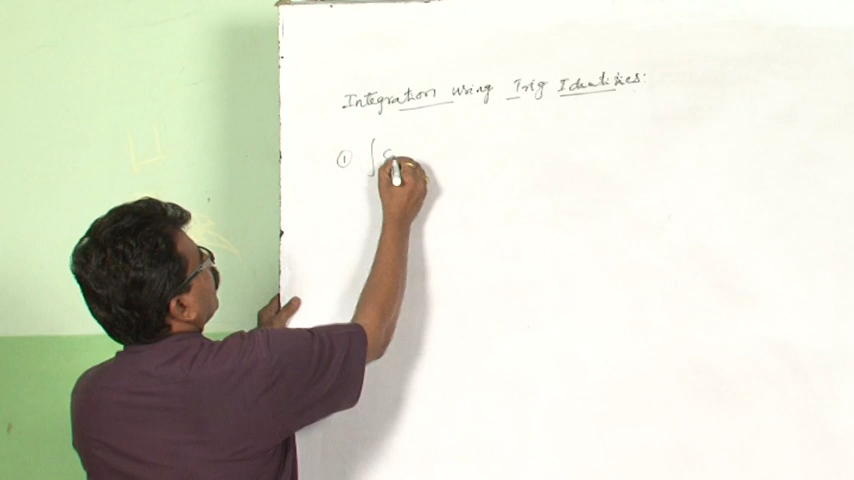 Integration using Trig Identities:
① ∫